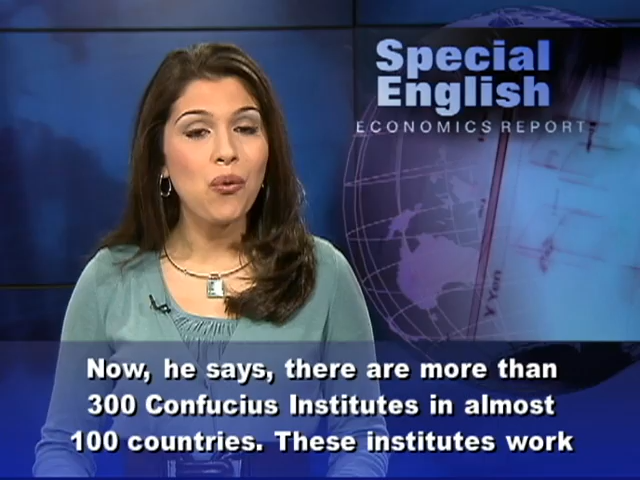 Special
English
ECONOMICS REPORT
Yen
Now, he says, there are more than
300 Confucius Institutes in almost
100 countries. These institutes work